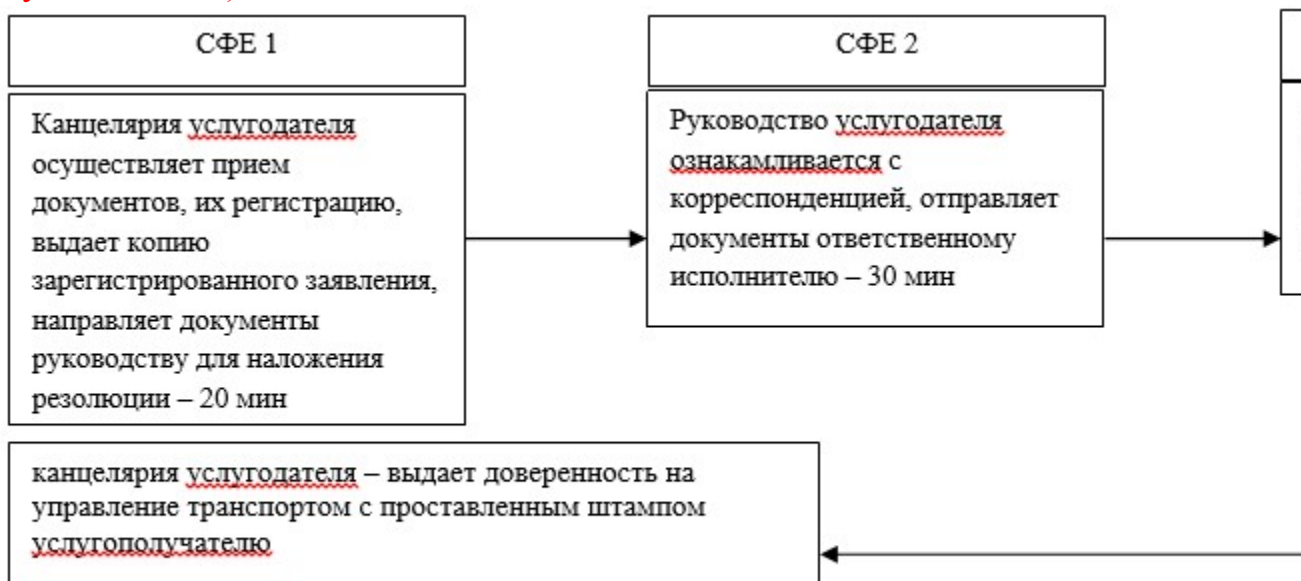 СФЕ 1
Канцелярия услугодателя
осуществляет прием
документов, их регистрацию,
выдает копию
зарегистрированного заявления,
направляет документы
руководству для наложения
резолюции – 20 мин
СФЕ 2
Руководство услугодателя
ознакамливается с
корреспонденцией, отправляет
документы ответственному
исполнителю – 30 мин
канцелярия услугодателя – выдает доверенность на
управление транспортом с проставленным штампом
услугополучателю